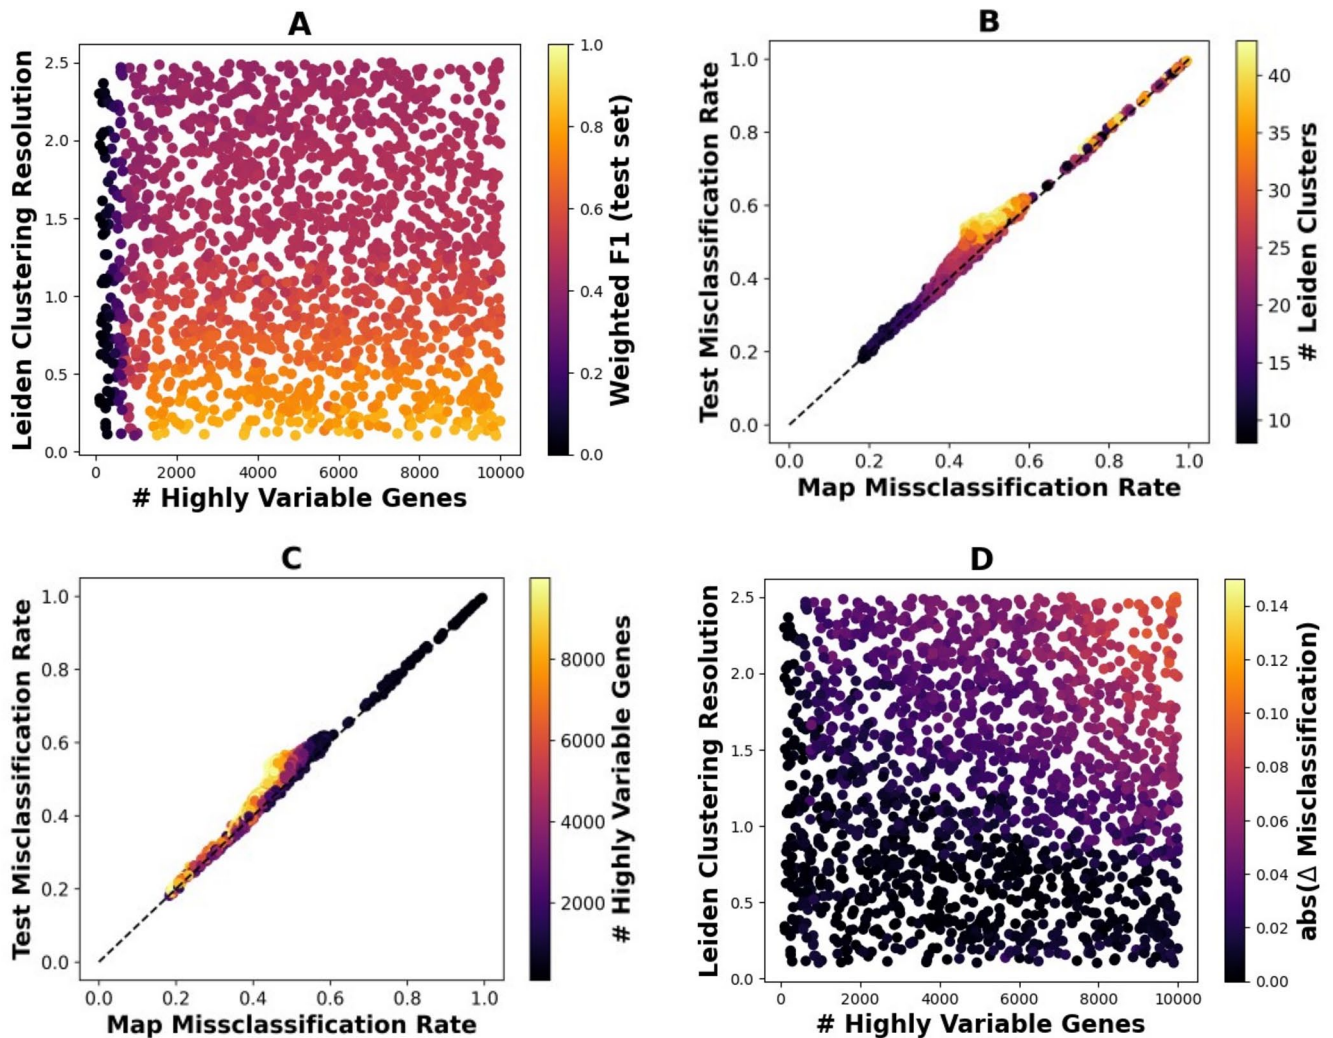 A
Leiden Clustering Resolution
2.5
2.0
1.5
1.0
0.5
0.0
0 2000 4000 6000 8000 10000
# Highly Variable Genes
1.0
0.8
0.6
0.4
0.2
0.0
Weighted F1 (test set)
B
Test Misclassification Rate
1.0
0.8
0.6
0.4
0.2
0.0
0.0 0.2 0.4 0.6 0.8 1.0
Map Missclassification Rate
40
35
30
25
20
15
10
# Leiden Clusters
C
Test Misclassification Rate
1.0
0.8
0.6
0.4
0.2
0.0
0.0 0.2 0.4 0.6 0.8 1.0
Map Missclassification Rate
8000
6000
4000
2000
# Highly Variable Genes
D
Leiden Clustering Resolution
2.5
2.0
1.5
1.0
0.5
0.0
0 2000 4000 6000 8000 10000
# Highly Variable Genes
0.14
0.12
0.10
0.08
0.06
0.04
0.02
0.00
abs(Δ Misclassification)